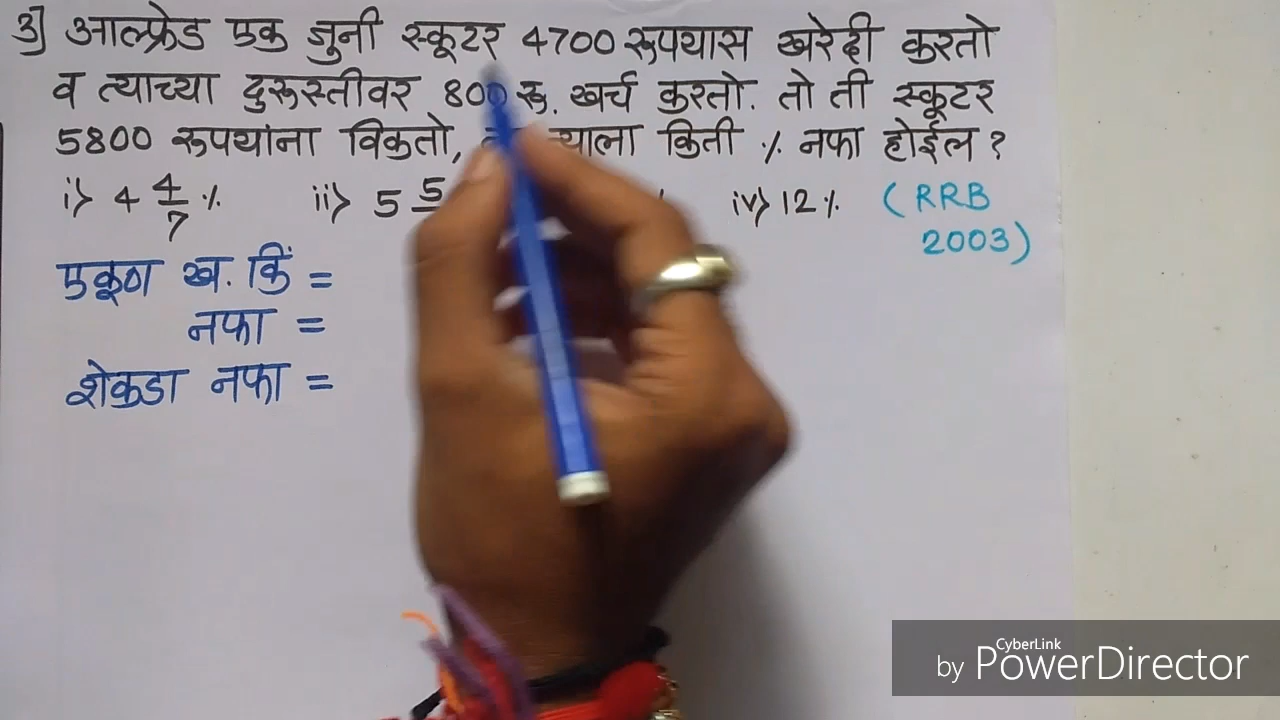 3] आल्फ्रेड एक जुनी स्कूटर 4700 रूपयास खरेदी करतो
व त्याच्या दुरूस्तीवर 800 रू. खर्च करतो. तो ती स्कूटर
5800 रूपयांना विकतो, किती % नफा होईल ?
i) 4 4/7 % ii) 5 5 iv) 12 % (RRB
2003)
एकूण ख. किं =
नफा =
शेकडा नफा =
by CyberLink PowerDirector